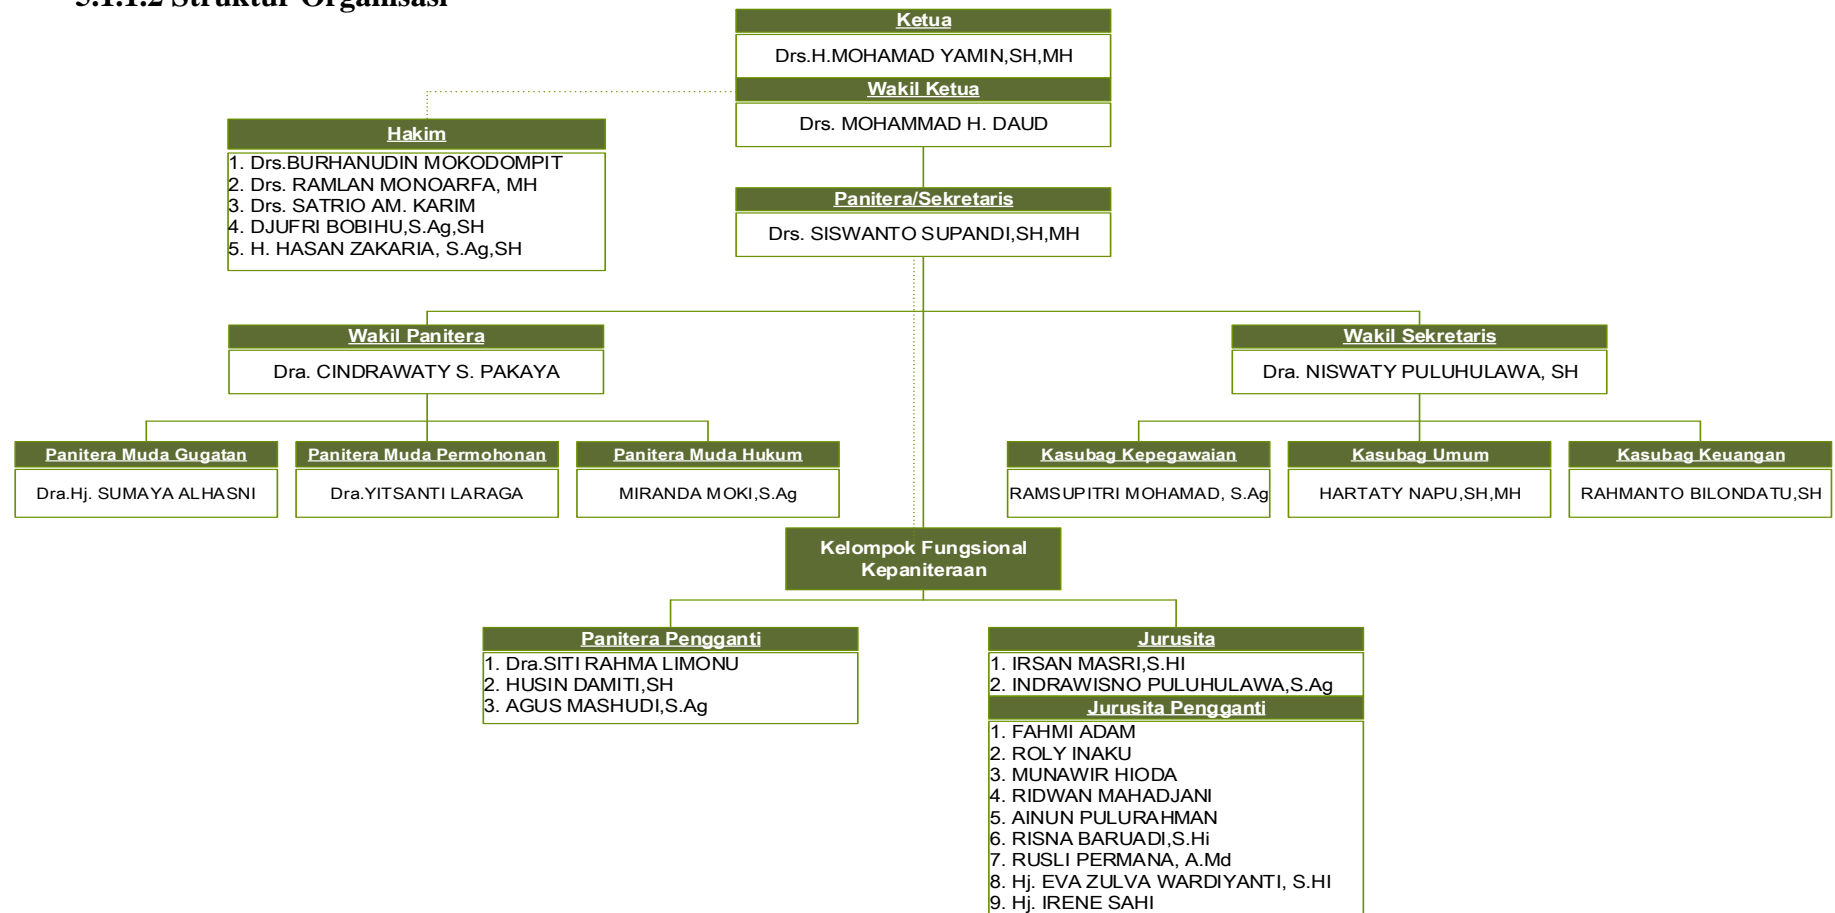 5.1.1.2 Struktur Organisasi
Ketua
Drs.H.MOHAMAD YAMIN,SH,MH
Wakil Ketua
Drs. MOHAMMAD H. DAUD
Hakim
1. Drs.BURHANUDIN MOKODOMPIT
2. Drs. RAMLAN MONOARFA, MH
3. Drs. SATRIO AM. KARIM
4. DJUFRI BOBIHU,S.Ag,SH
5. H. HASAN ZAKARIA, S.Ag,SH
Panitera/Sekretaris
Drs. SISWANTO SUPANDI,SH,MH
Wakil Panitera
Dra. CINDRAWATY S. PAKAYA
Wakil Sekretaris
Dra. NISWATY PULUHULAWA, SH
Panitera Muda Gugatan
Dra.Hj. SUMAYA ALHASNI
Panitera Muda Permohonan
Dra.YITSANTI LARAGA
Panitera Muda Hukum
MIRANDA MOKI,S.Ag
Kasubag Kepegawaian
RAMSUPITRI MOHAMAD, S.Ag
Kasubag Umum
HARTATY NAPU,SH,MH
Kasubag Keuangan
RAHMANTO BILONDATU,SH
Kelompok Fungsional
Kepaniteraan
Panitera Pengganti
1. Dra.SITI RAHMA LIMONU
2. HUSIN DAMITI,SH
3. AGUS MASHUDI,S.Ag
Jurusita
1. IRSAN MASRI,S.HI
2. INDRAWISNO PULUHULAWA,S.Ag
Jurusita Pengganti
1. FAHMI ADAM
2. ROLY INAKU
3. MUNAWIR HIODA
4. RIDWAN MAHADJANI
5. AINUN PULURAHMAN
6. RISNA BARUADI,S.Hi
7. RUSLI PERMANA, A.Md
8. Hj. EVA ZULVA WARDIYANTI, S.HI
9. Hj. IRENE SAHI